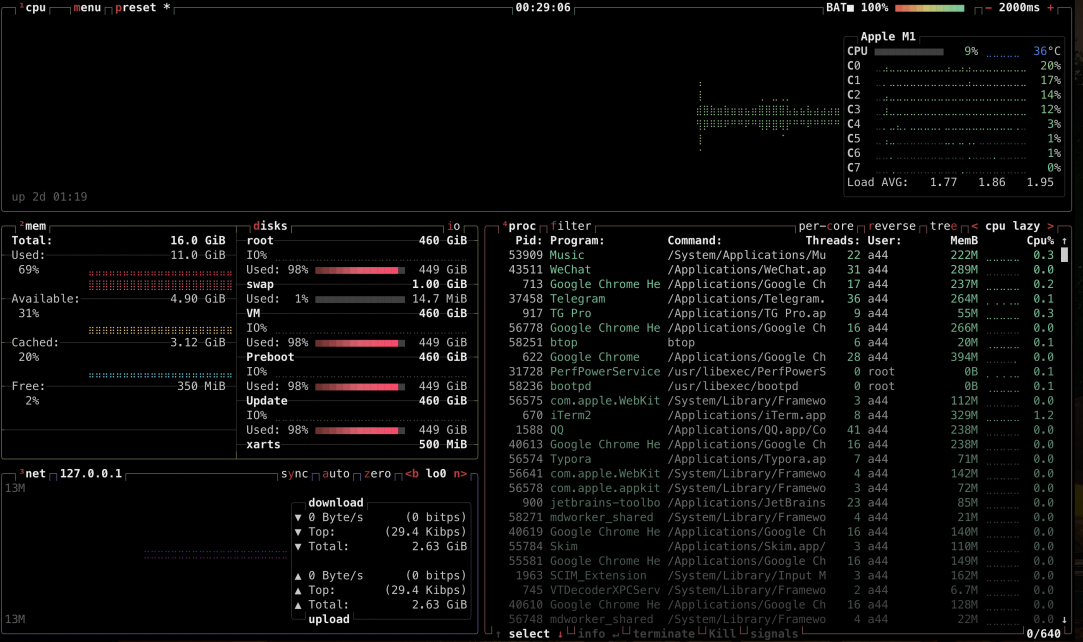 ¹cpu menu preset * 00:29:06 BAT■ 100% - 2000ms +
Apple M1
CPU 9% 36°C
C0 20%
C1 17%
C2 14%
C3 12%
C4 3%
C5 1%
C6 1%
C7 0%
Load AVG: 1.77 1.86 1.95
up 2d 01:19
²mem
Total: 16.0 GiB
Used: 11.0 GiB
69%
Available: 4.90 GiB
31%
Cached: 3.12 GiB
20%
Free: 350 MiB
2%
disks io
root 460 GiB
IO%
Used: 98% 449 GiB
swap 1.00 GiB
Used: 1% 14.7 MiB
VM 460 GiB
IO%
Used: 98% 449 GiB
Preboot 460 GiB
IO%
Used: 98% 449 GiB
Update 460 GiB
IO%
Used: 98% 449 GiB
xarts 500 MiB
³net 127.0.0.1 sync auto zero <b lo0 n>
13M
download
▼ 0 Byte/s (0 bitps)
▼ Top: (29.4 Kibps)
▼ Total: 2.63 GiB
▲ 0 Byte/s (0 bitps)
▲ Top: (29.4 Kibps)
▲ Total: 2.63 GiB
upload
13M
⁴proc filter per-core reverse tree < cpu lazy >
Pid: Program: Command: Threads: User: MemB Cpu% ↑
53909 Music /System/Applications/Mu 22 a44 222M 0.3
43511 WeChat /Applications/WeChat.ap 31 a44 289M 0.0
713 Google Chrome He /Applications/Google Ch 17 a44 237M 0.2
37458 Telegram /Applications/Telegram. 36 a44 264M 0.1
917 TG Pro /Applications/TG Pro.ap 9 a44 55M 0.3
56778 Google Chrome He /Applications/Google Ch 16 a44 266M 0.0
58251 btop btop 6 a44 20M 0.1
622 Google Chrome /Applications/Google Ch 28 a44 394M 0.0
31728 PerfPowerService /usr/libexec/PerfPowerS 0 root 0B 0.1
58236 bootpd /usr/libexec/bootpd 0 root 0B 0.1
56575 com.apple.WebKit /System/Library/Framewo 3 a44 112M 0.0
670 iTerm2 /Applications/iTerm.app 8 a44 329M 1.2
1588 QQ /Applications/QQ.app/Co 41 a44 238M 0.0
40613 Google Chrome He /Applications/Google Ch 16 a44 238M 0.0
56574 Typora /Applications/Typora.ap 7 a44 71M 0.0
56641 com.apple.WebKit /System/Library/Framewo 4 a44 142M 0.0
56578 com.apple.appkit /System/Library/Framewo 3 a44 72M 0.0
900 jetbrains-toolbo /Applications/JetBrains 23 a44 85M 0.0
58271 mdworker_shared /System/Library/Framewo 4 a44 21M 0.0
40619 Google Chrome He /Applications/Google Ch 16 a44 140M 0.0
55784 Skim /Applications/Skim.app/ 3 a44 110M 0.0
56581 Google Chrome He /Applications/Google Ch 16 a44 149M 0.0
1963 SCIM_Extension /System/Library/Input M 3 a44 162M 0.0
745 VTDecoderXPCServ /System/Library/Framewo 2 a44 6.7M 0.0
40610 Google Chrome He /Applications/Google Ch 16 a44 128M 0.0
56748 mdworker_shared /System/Library/Framewo 4 a44 22M 0.0 ↓
↑ select ↓ info ↵ terminate Kill signals 0/640